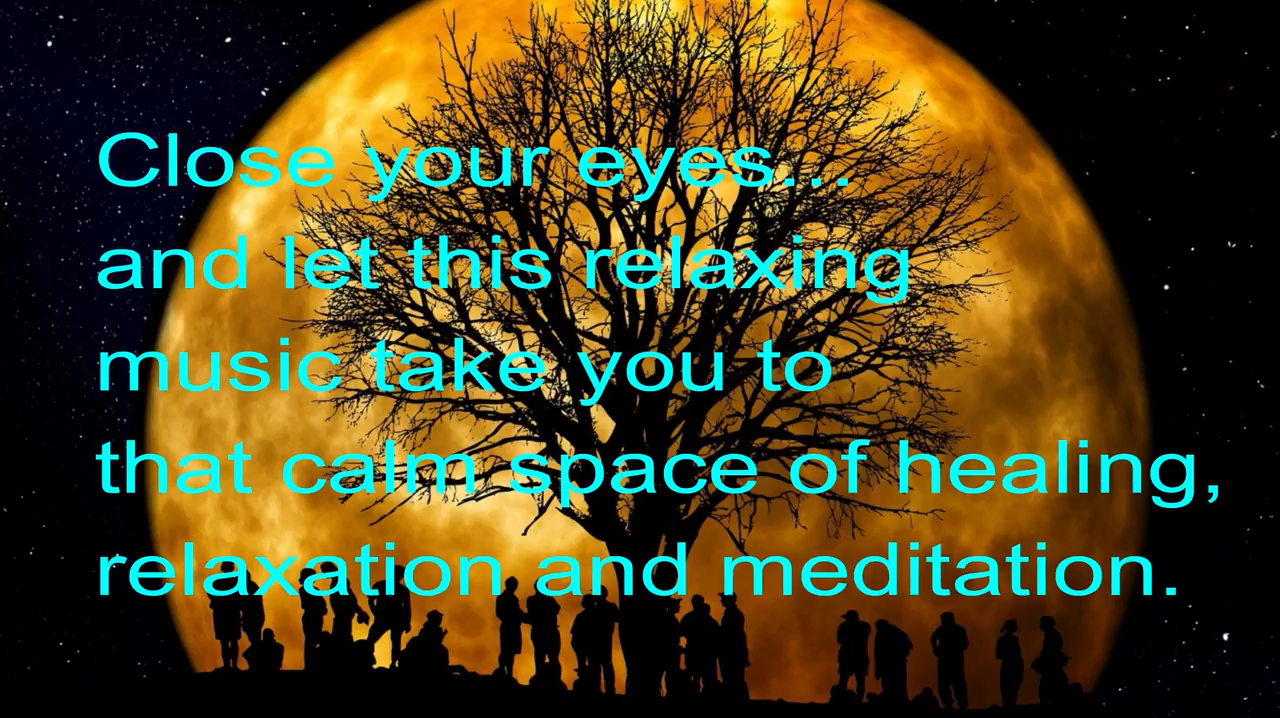 Close your eyes...
and let this relaxing
music take you to
that calm space of healing,
relaxation and meditation.